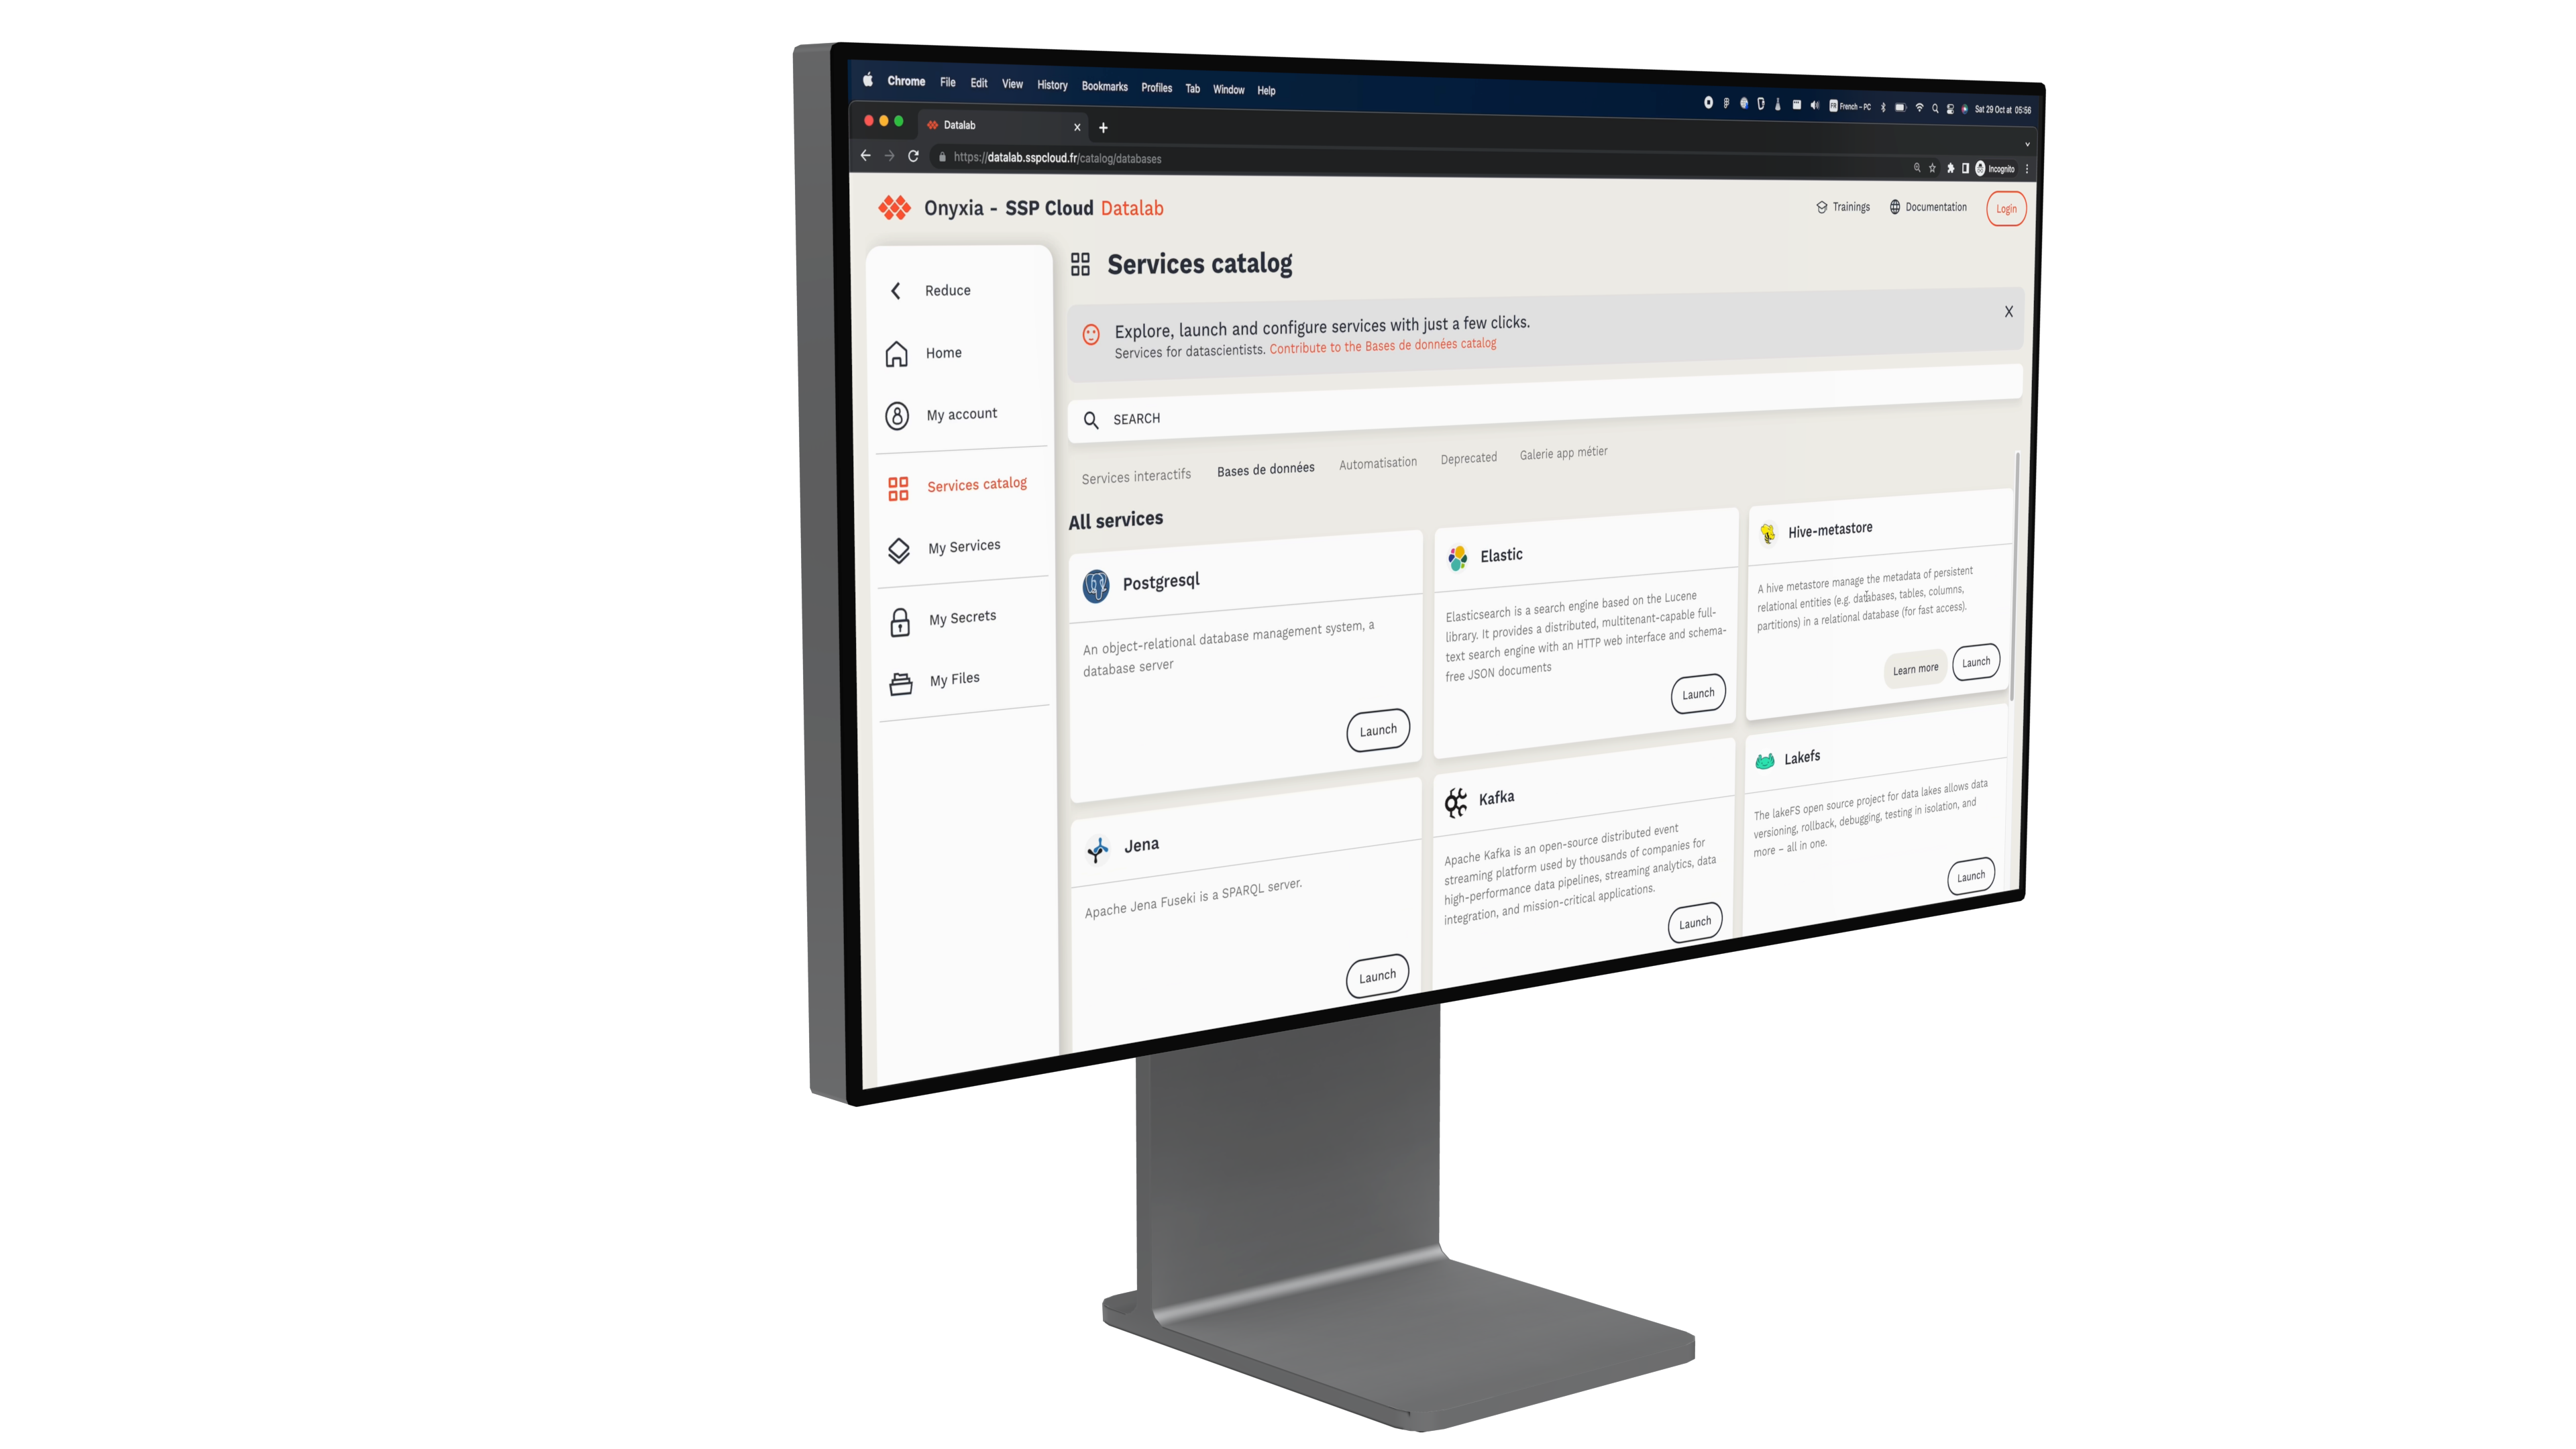 Chrome File Edit View History Bookmarks Profiles Tab Window Help
French – PC Sat 29 Oct at 05:56
Datalab
https://datalab.sspcloud.fr/catalog/databases
Incognito
Onyxia - SSP Cloud Datalab
Trainings Documentation Login
Reduce
Home
My account
Services catalog
My Services
My Secrets
My Files
Services catalog
Explore, launch and configure services with just a few clicks.
Services for datascientists. Contribute to the Bases de données catalog
X
SEARCH
Services interactifs Bases de données Automatisation Deprecated Galerie app métier
All services
Postgresql
An object-relational database management system, a
database server
Launch
Elastic
Elasticsearch is a search engine based on the Lucene
library. It provides a distributed, multitenant-capable full-
text search engine with an HTTP web interface and schema-
free JSON documents
Launch
Hive-metastore
A hive metastore manage the metadata of persistent
relational entities (e.g. databases, tables, columns,
partitions) in a relational database (for fast access).
Learn more Launch
Jena
Apache Jena Fuseki is a SPARQL server.
Launch
Kafka
Apache Kafka is an open-source distributed event
streaming platform used by thousands of companies for
high-performance data pipelines, streaming analytics, data
integration, and mission-critical applications.
Launch
Lakefs
The lakeFS open source project for data lakes allows data
versioning, rollback, debugging, testing in isolation, and
more – all in one.
Launch